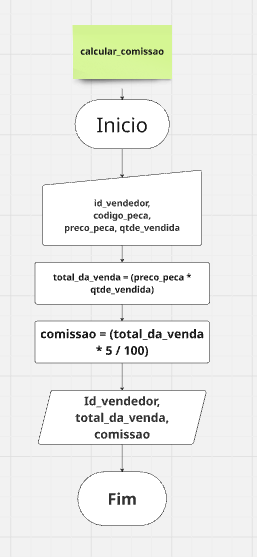 calcular_comissao
Inicio
id_vendedor,
codigo_peca,
preco_peca, qtde_vendida
total_da_venda = (preco_peca *
qtde_vendida)
comissao = (total_da_venda
* 5 / 100)
Id_vendedor,
total_da_venda,
comissao
Fim